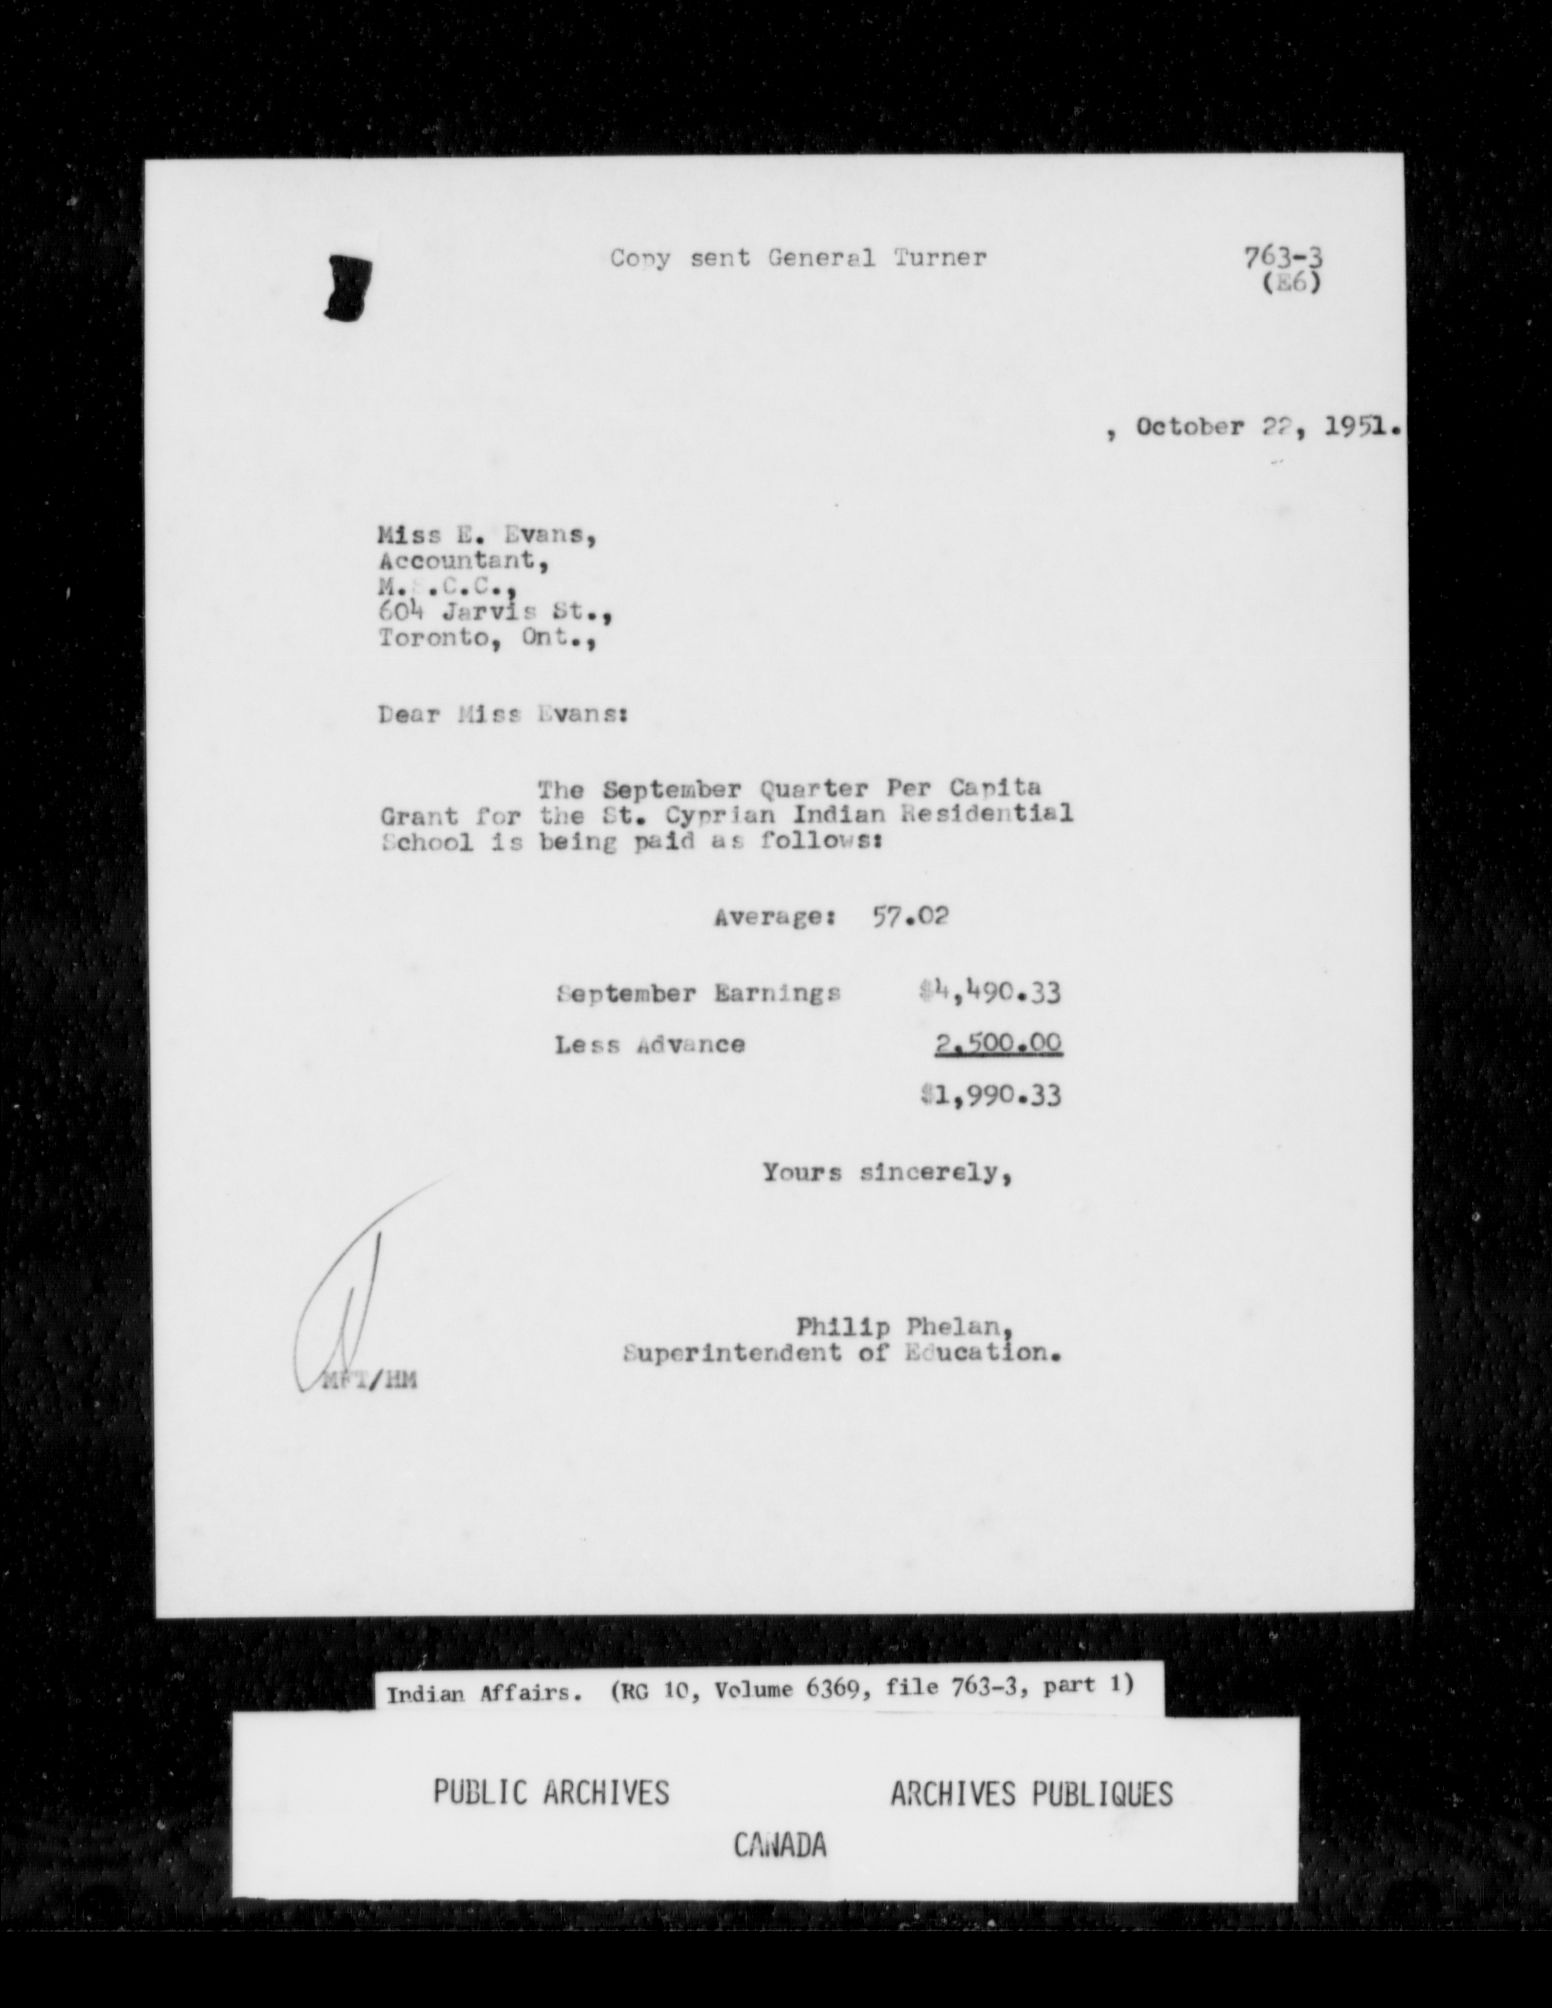 Copy sent General Turner
763-3
(E6)
, October 22, 1951.
Miss E. Evans,
Accountant,
M.S.C.C.,
604 Jarvis St.,
Toronto, Ont.,
Dear Miss Evans:
The September Quarter Per Capita
Grant for the St. Cyprian Indian Residential
School is being paid as follows:
Average: 57.02
September Earnings $4,490.33
Less Advance 2,500.00
$1,990.33
Yours sincerely,
Philip Phelan,
Superintendent of Education.
MFT/HM
Indian Affairs. (RG 10, Volume 6369, file 763-3, part 1)
PUBLIC ARCHIVES ARCHIVES PUBLIQUES
CANADA